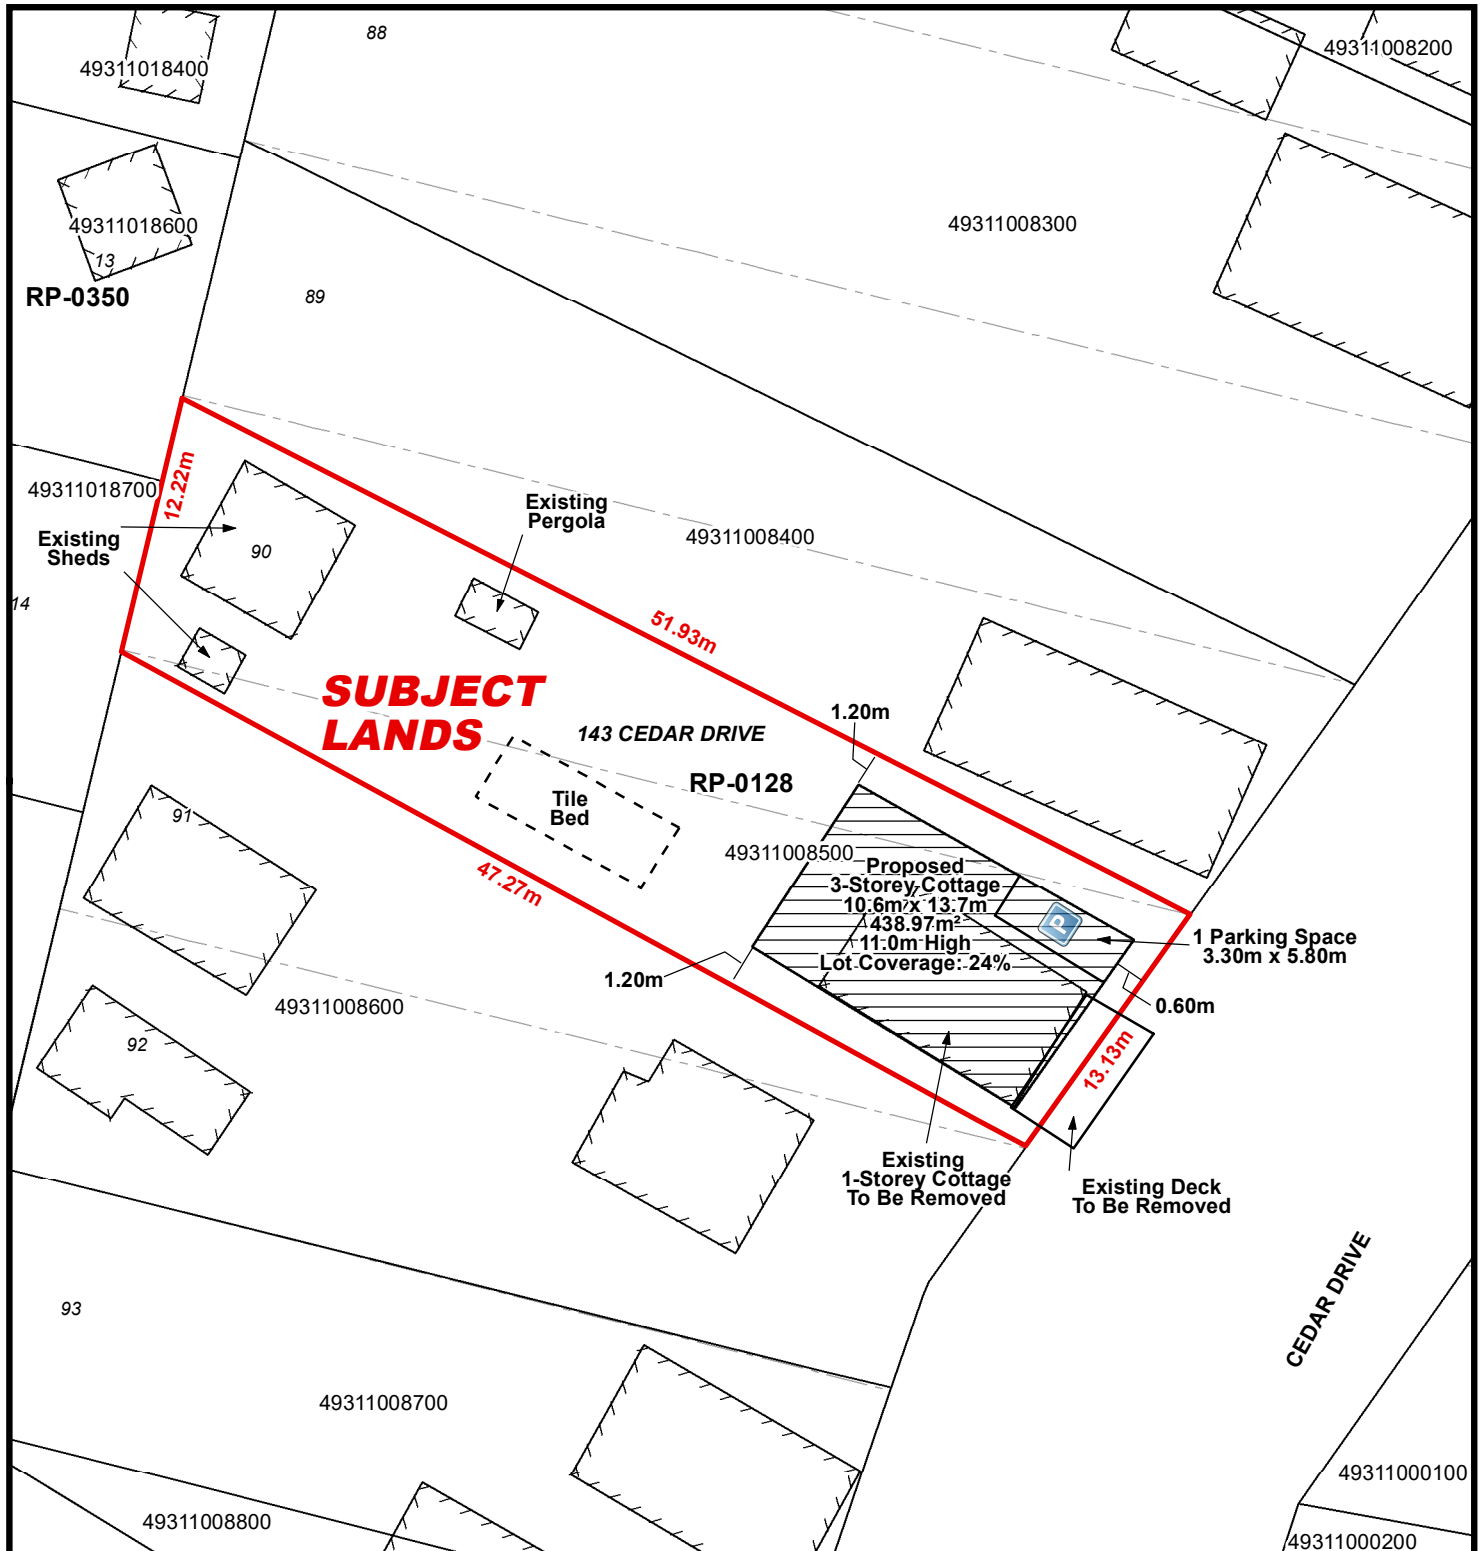 88
49311018400
49311008200
49311018600
13
RP-0350
49311008300
89
49311018700
12.22m
Existing
Sheds
90
Existing
Pergola
49311008400
14
51.93m
SUBJECT
LANDS
143 CEDAR DRIVE
1.20m
RP-0128
Tile
Bed
91
47.27m
49311008500
Proposed
3-Storey Cottage
10.6m x 13.7m
438.97m²
11.0m High
Lot Coverage: 24%
P
1 Parking Space
3.30m x 5.80m
1.20m
0.60m
49311008600
92
13.13m
Existing
1-Storey Cottage
To Be Removed
Existing Deck
To Be Removed
CEDAR DRIVE
93
49311008700
49311000100
49311008800
49311000200